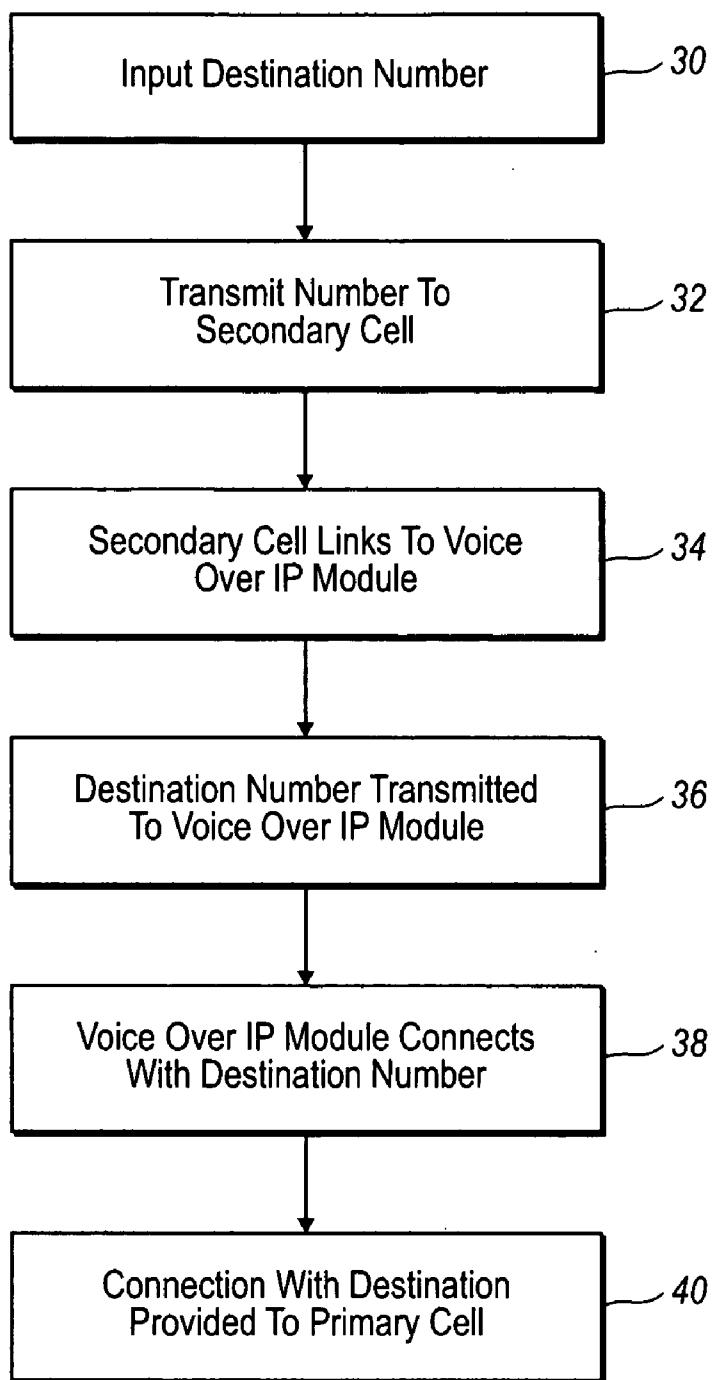 Input Destination Number
30
Transmit Number To
Secondary Cell
32
Secondary Cell Links To Voice
Over IP Module
34
Destination Number Transmitted
To Voice Over IP Module
36
Voice Over IP Module Connects
With Destination Number
38
Connection With Destination
Provided To Primary Cell
40